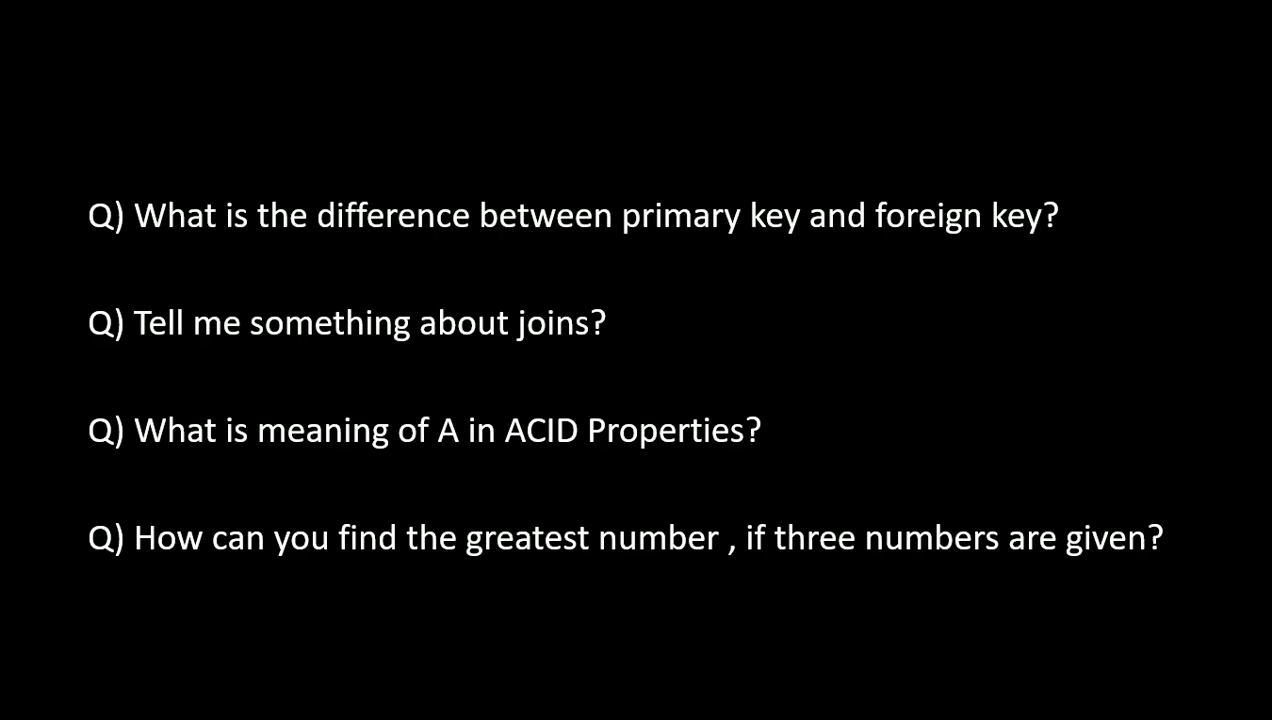 Q) What is the difference between primary key and foreign key?
Q) Tell me something about joins?
Q) What is meaning of A in ACID Properties?
Q) How can you find the greatest number , if three numbers are given?